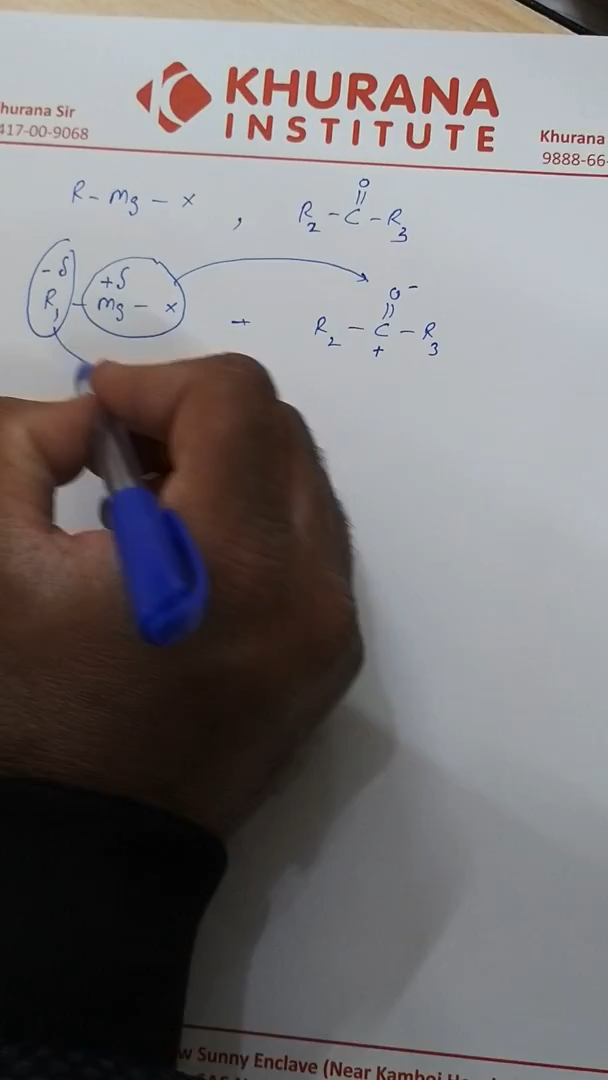 hurana Sir
417-00-9068
KHURANA
INSTITUTE
Khurana
9888-66-
R - Mg - x , R2 - C - R3
O
||
-δ +δ
R1 - Mg - x + R2 - C - R3
O-
||
+
w Sunny Enclave (Near Kamboj